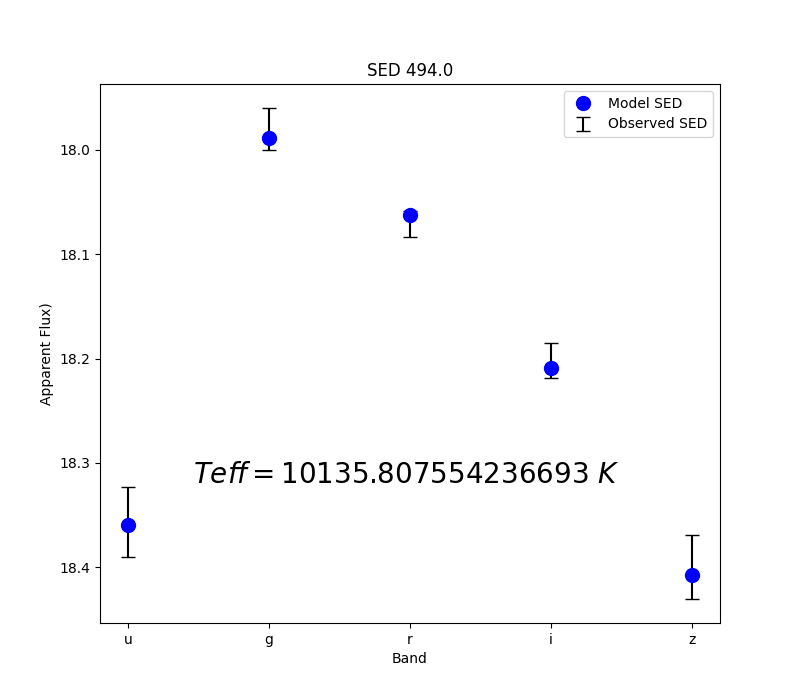 SED 494.0
Model SED
Observed SED
18.0
18.1
18.2
18.3
18.4
Apparent Flux)
Teff = 10135.807554236693 K
u g r i z
Band